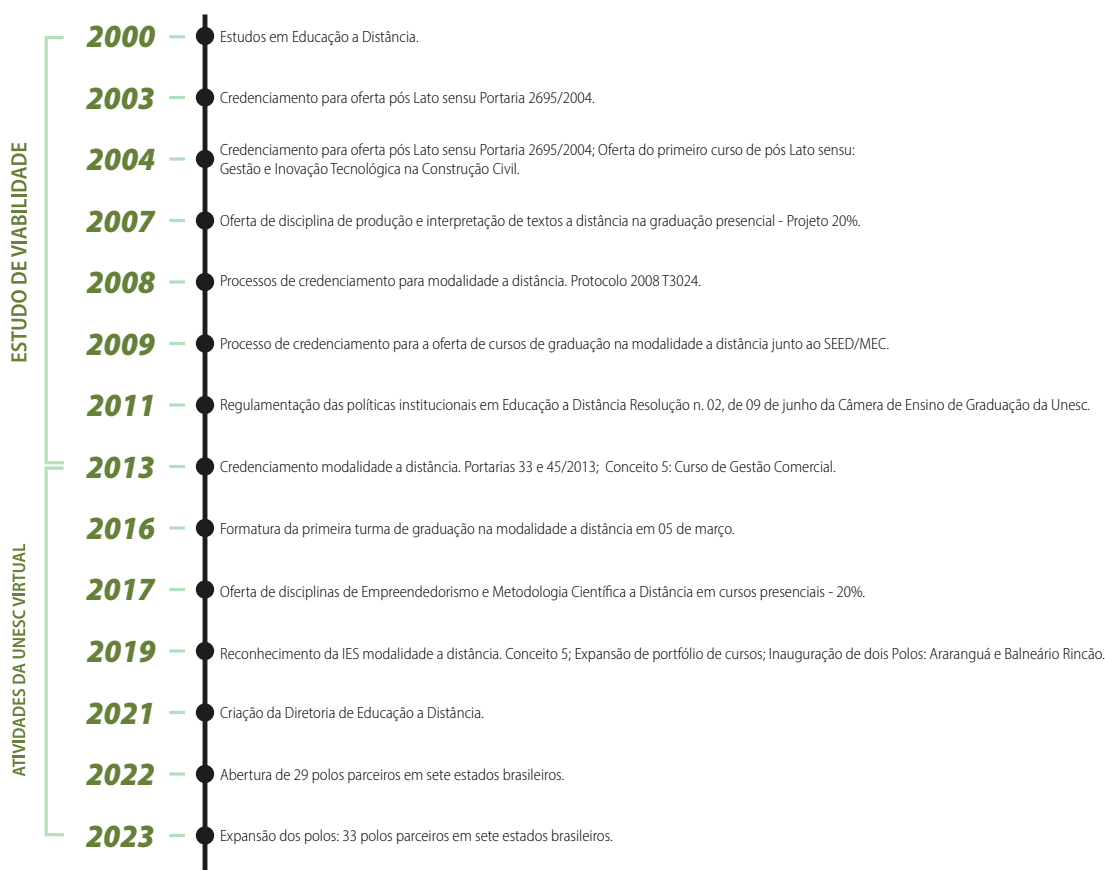 ESTUDO DE VIABILIDADE
2000
Estudos em Educação a Distância.
2003
Credenciamento para oferta pós Lato sensu Portaria 2695/2004.
2004
Credenciamento para oferta pós Lato sensu Portaria 2695/2004; Oferta do primeiro curso de pós Lato sensu:
Gestão e Inovação Tecnológica na Construção Civil.
2007
Oferta de disciplina de produção e interpretação de textos a distância na graduação presencial - Projeto 20%.
2008
Processos de credenciamento para modalidade a distância. Protocolo 2008 T3024.
2009
Processo de credenciamento para a oferta de cursos de graduação na modalidade a distância junto ao SEED/MEC.
2011
Regulamentação das políticas institucionais em Educação a Distância Resolução n. 02, de 09 de junho da Câmera de Ensino de Graduação da Unesc.
ATIVIDADES DA UNESC VIRTUAL
2013
Credenciamento modalidade a distância. Portarias 33 e 45/2013; Conceito 5: Curso de Gestão Comercial.
2016
Formatura da primeira turma de graduação na modalidade a distância em 05 de março.
2017
Oferta de disciplinas de Empreendedorismo e Metodologia Científica a Distância em cursos presenciais - 20%.
2019
Reconhecimento da IES modalidade a distância. Conceito 5; Expansão de portfólio de cursos; Inauguração de dois Polos: Araranguá e Balneário Rincão.
2021
Criação da Diretoria de Educação a Distância.
2022
Abertura de 29 polos parceiros em sete estados brasileiros.
2023
Expansão dos polos: 33 polos parceiros em sete estados brasileiros.